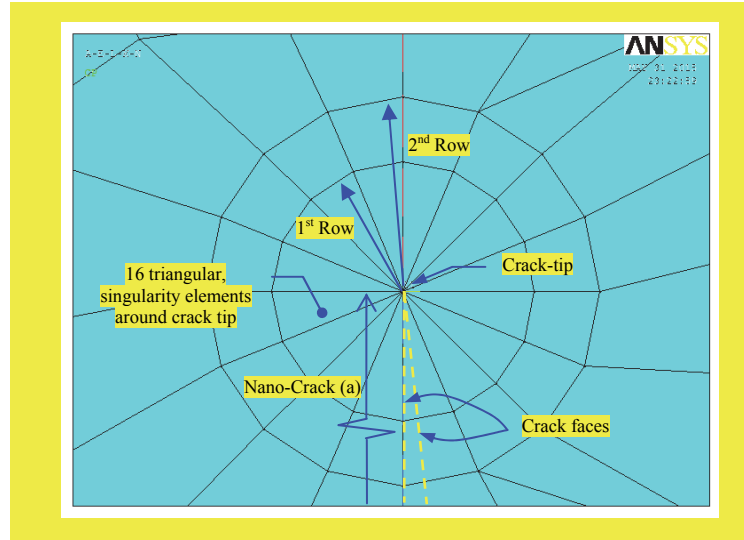 ANSYS
2nd Row
1st Row
Crack-tip
16 triangular,
singularity elements
around crack tip
Nano-Crack (a)
Crack faces